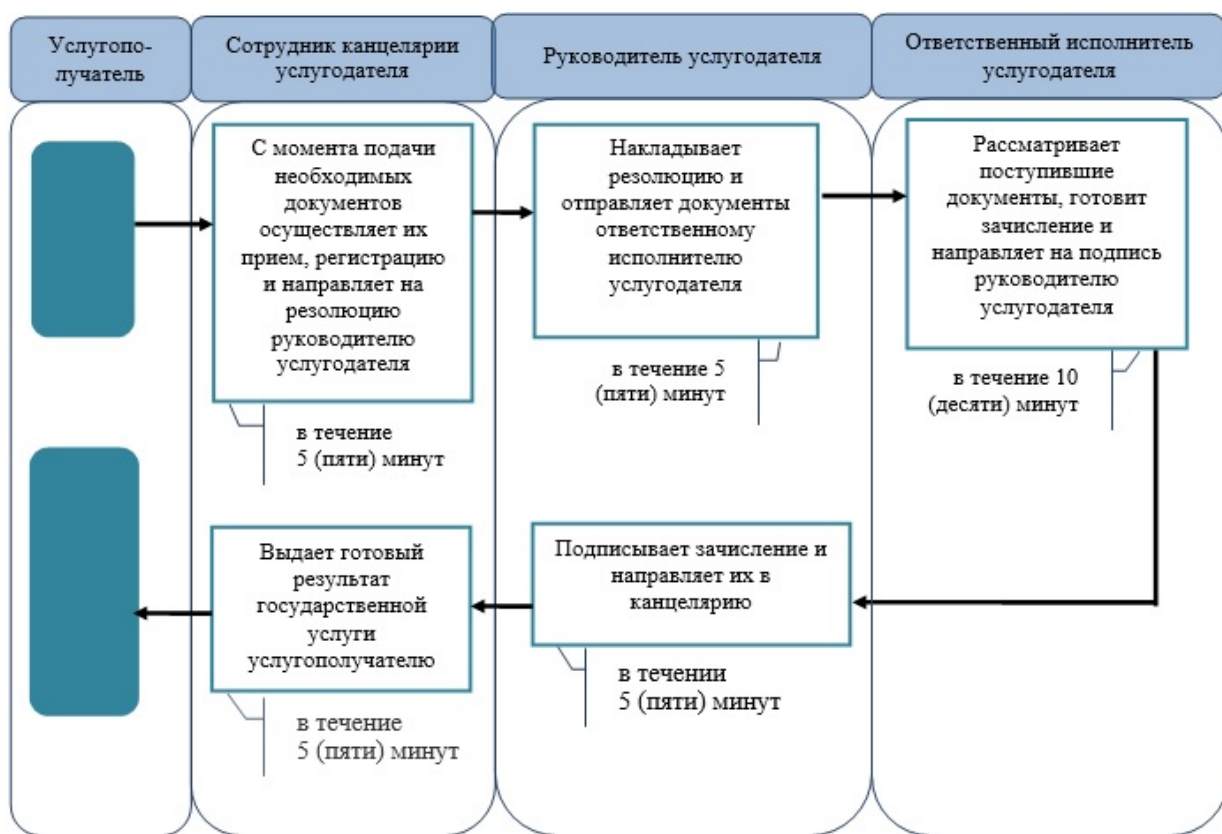 Услугопо-
лучатель
Сотрудник канцелярии
услугодателя
Руководитель услугодателя
Ответственный исполнитель
услугодателя
С момента подачи
необходимых
документов
осуществляет их
прием, регистрацию
и направляет на
резолюцию
руководителю
услугодателя
в течение
5 (пяти) минут
Накладывает
резолюцию и
отправляет документы
ответственному
исполнителю
услугодателя
в течение 5
(пяти) минут
Рассматривает
поступившие
документы, готовит
зачисление и
направляет на подпись
руководителю
услугодателя
в течение 10
(десяти) минут
Подписывает зачисление и
направляет их в
канцелярию
в течении
5 (пяти) минут
Выдает готовый
результат
государственной
услуги
услугополучателю
в течение
5 (пяти) минут